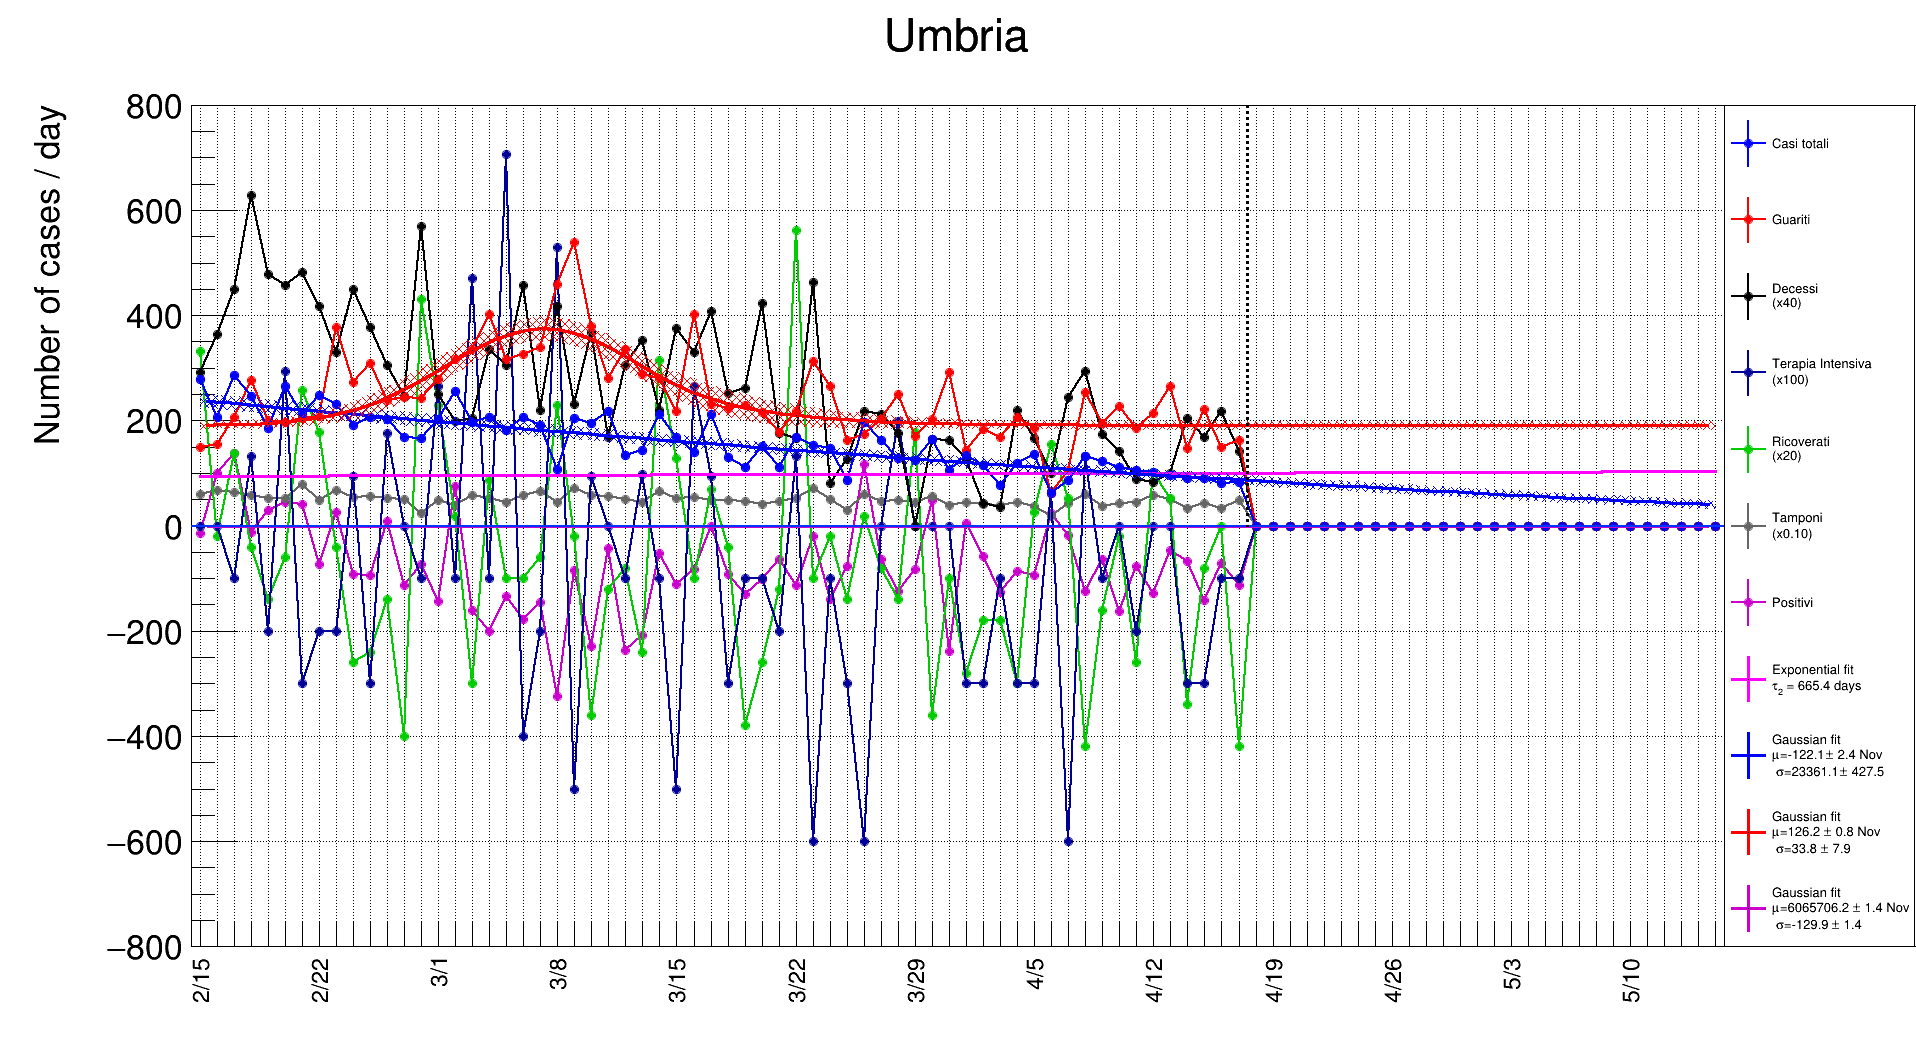 Umbria
Number of cases / day
800
600
400
200
0
−200
−400
−600
−800
2/15
2/22
3/1
3/8
3/15
3/22
3/29
4/5
4/12
4/19
4/26
5/3
5/10
Casi totali
Guariti
Decessi
(x40)
Terapia Intensiva
(x100)
Ricoverati
(x20)
Tamponi
(x0.10)
Positivi
Exponential fit
τ2 = 665.4 days
Gaussian fit
μ=-122.1± 2.4 Nov
σ=23361.1± 427.5
Gaussian fit
μ=126.2 ± 0.8 Nov
σ=33.8 ± 7.9
Gaussian fit
μ=6065706.2 ± 1.4 Nov
σ=-129.9 ± 1.4